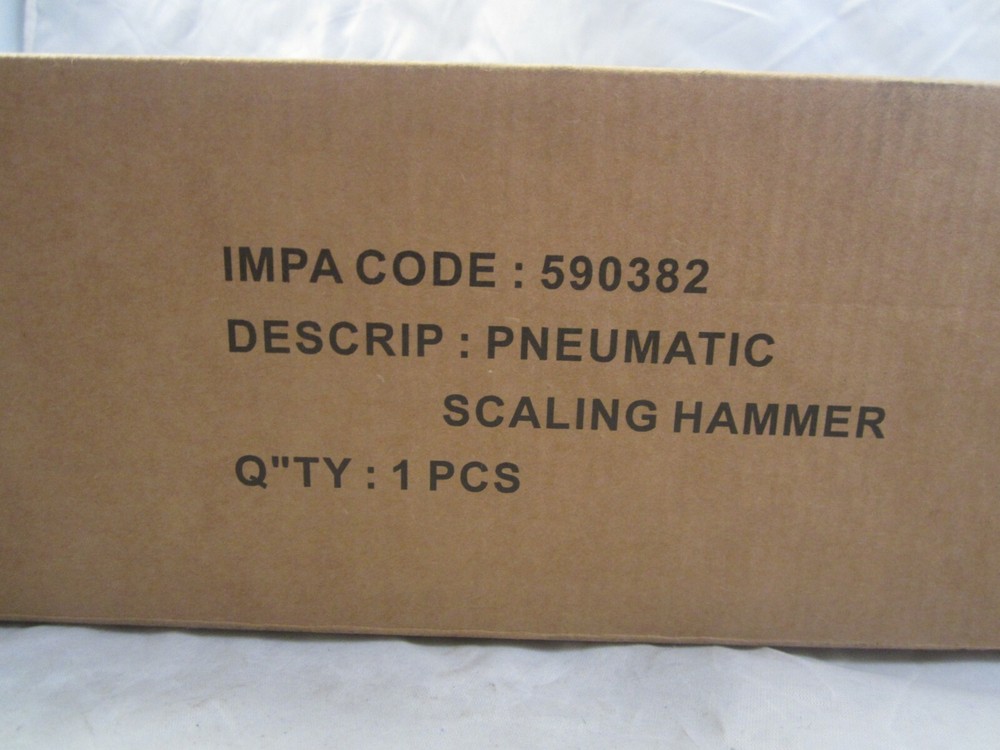 IMPA CODE : 590382
DESCRIP : PNEUMATIC
SCALING HAMMER
Q"TY : 1 PCS